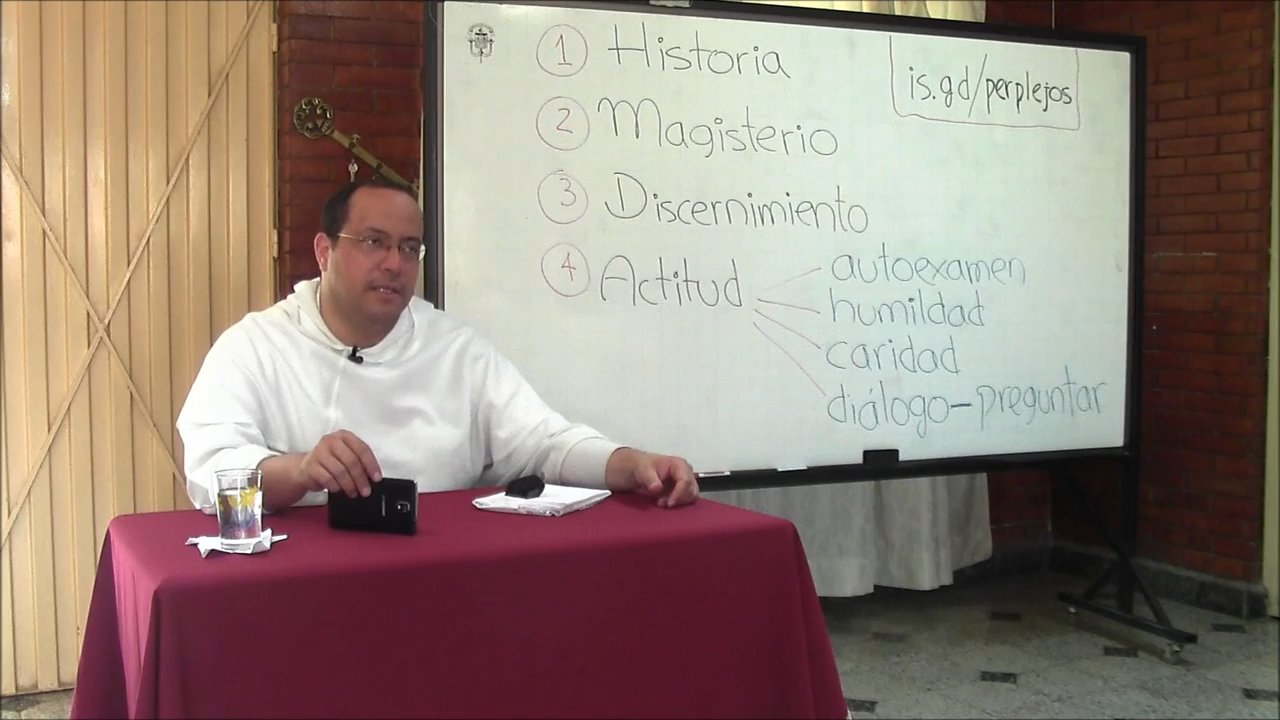 1 Historia
is.gd/perplejos
2 Magisterio
3 Discernimiento
4 Actitud
autoexamen
humildad
caridad
diálogo-preguntar